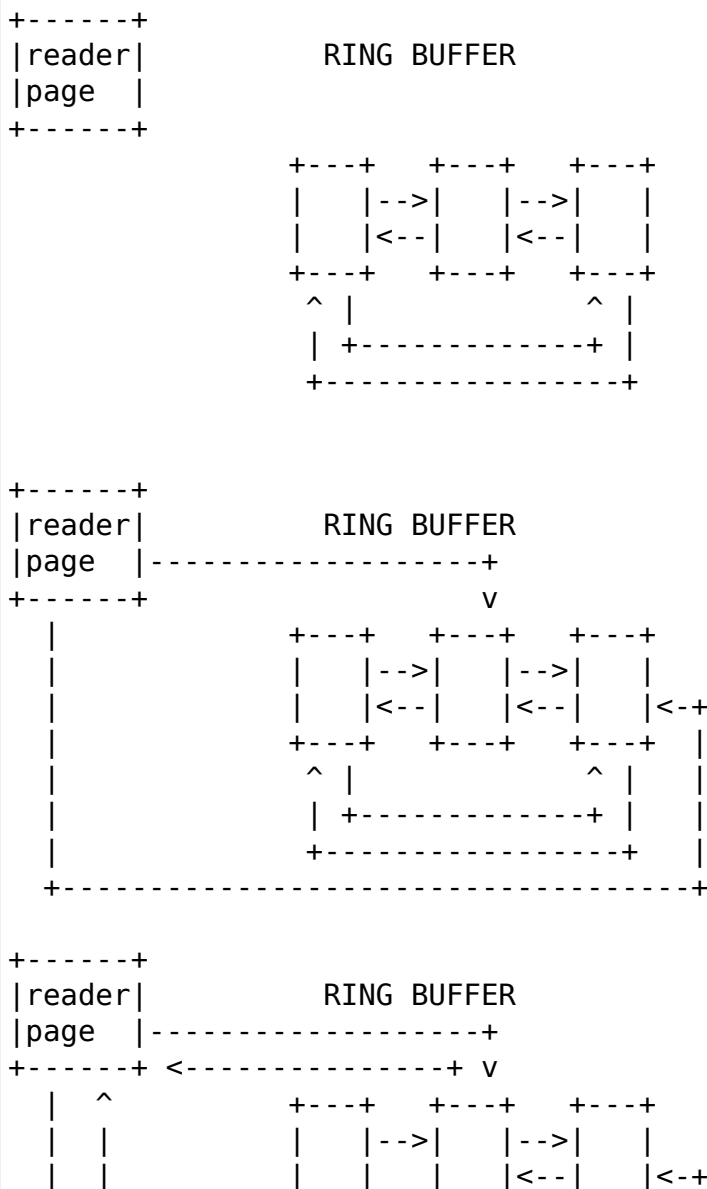 +------+
|reader|          RING BUFFER
|page  |
+------+
                +---+   +---+   +---+
                |   |-->|   |-->|   |
                |   |<--|   |<--|   |
                +---+   +---+   +---+
                 ^ |             ^ |
                 | +-------------+ |
                 +-----------------+
+------+
|reader|          RING BUFFER
|page  |-------------------+
+------+                   v
  |             +---+   +---+   +---+
  |             |   |-->|   |-->|   |
  |             |   |<--|   |<--|   |<-+
  |             +---+   +---+   +---+  |
  |              ^ |             ^ |   |
  |              | +-------------+ |   |
  |              +-----------------+   |
  +------------------------------------+
+------+
|reader|          RING BUFFER
|page  |-------------------+
+------+ <---------------+ v
  |  ^          +---+   +---+   +---+
  |  |          |   |-->|   |-->|   |
  |  |          |   |   |   |<--|   |<-+